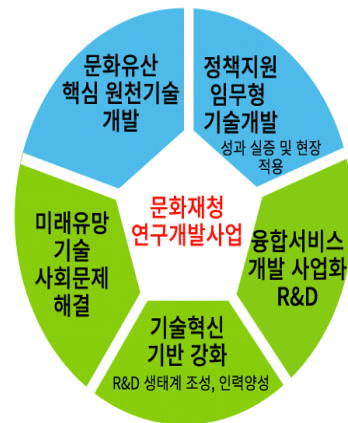 문화유산
핵심 원천기술
개발
정책지원
임무형
기술개발
성과 실증 및 현장
적용
문화재청
연구개발사업
미래유망
기술
사회문제
해결
융합서비스
개발 사업화
R&D
기술혁신
기반 강화
R&D 생태계 조성, 인력양성